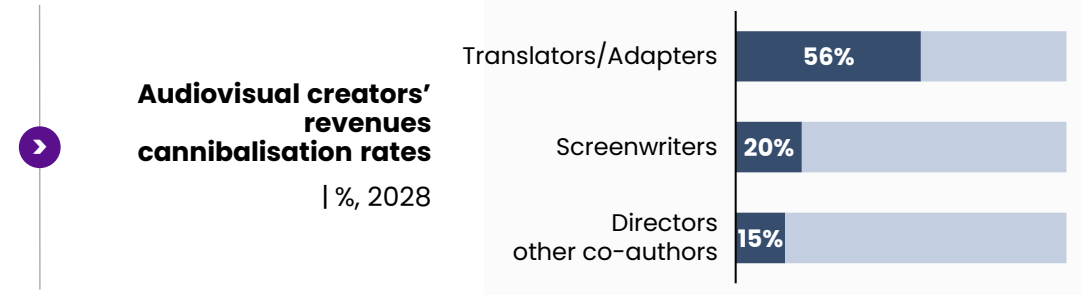 Audiovisual creators’
revenues
cannibalisation rates
| %, 2028
Translators/Adapters
56%
Screenwriters
20%
Directors
other co-authors
15%